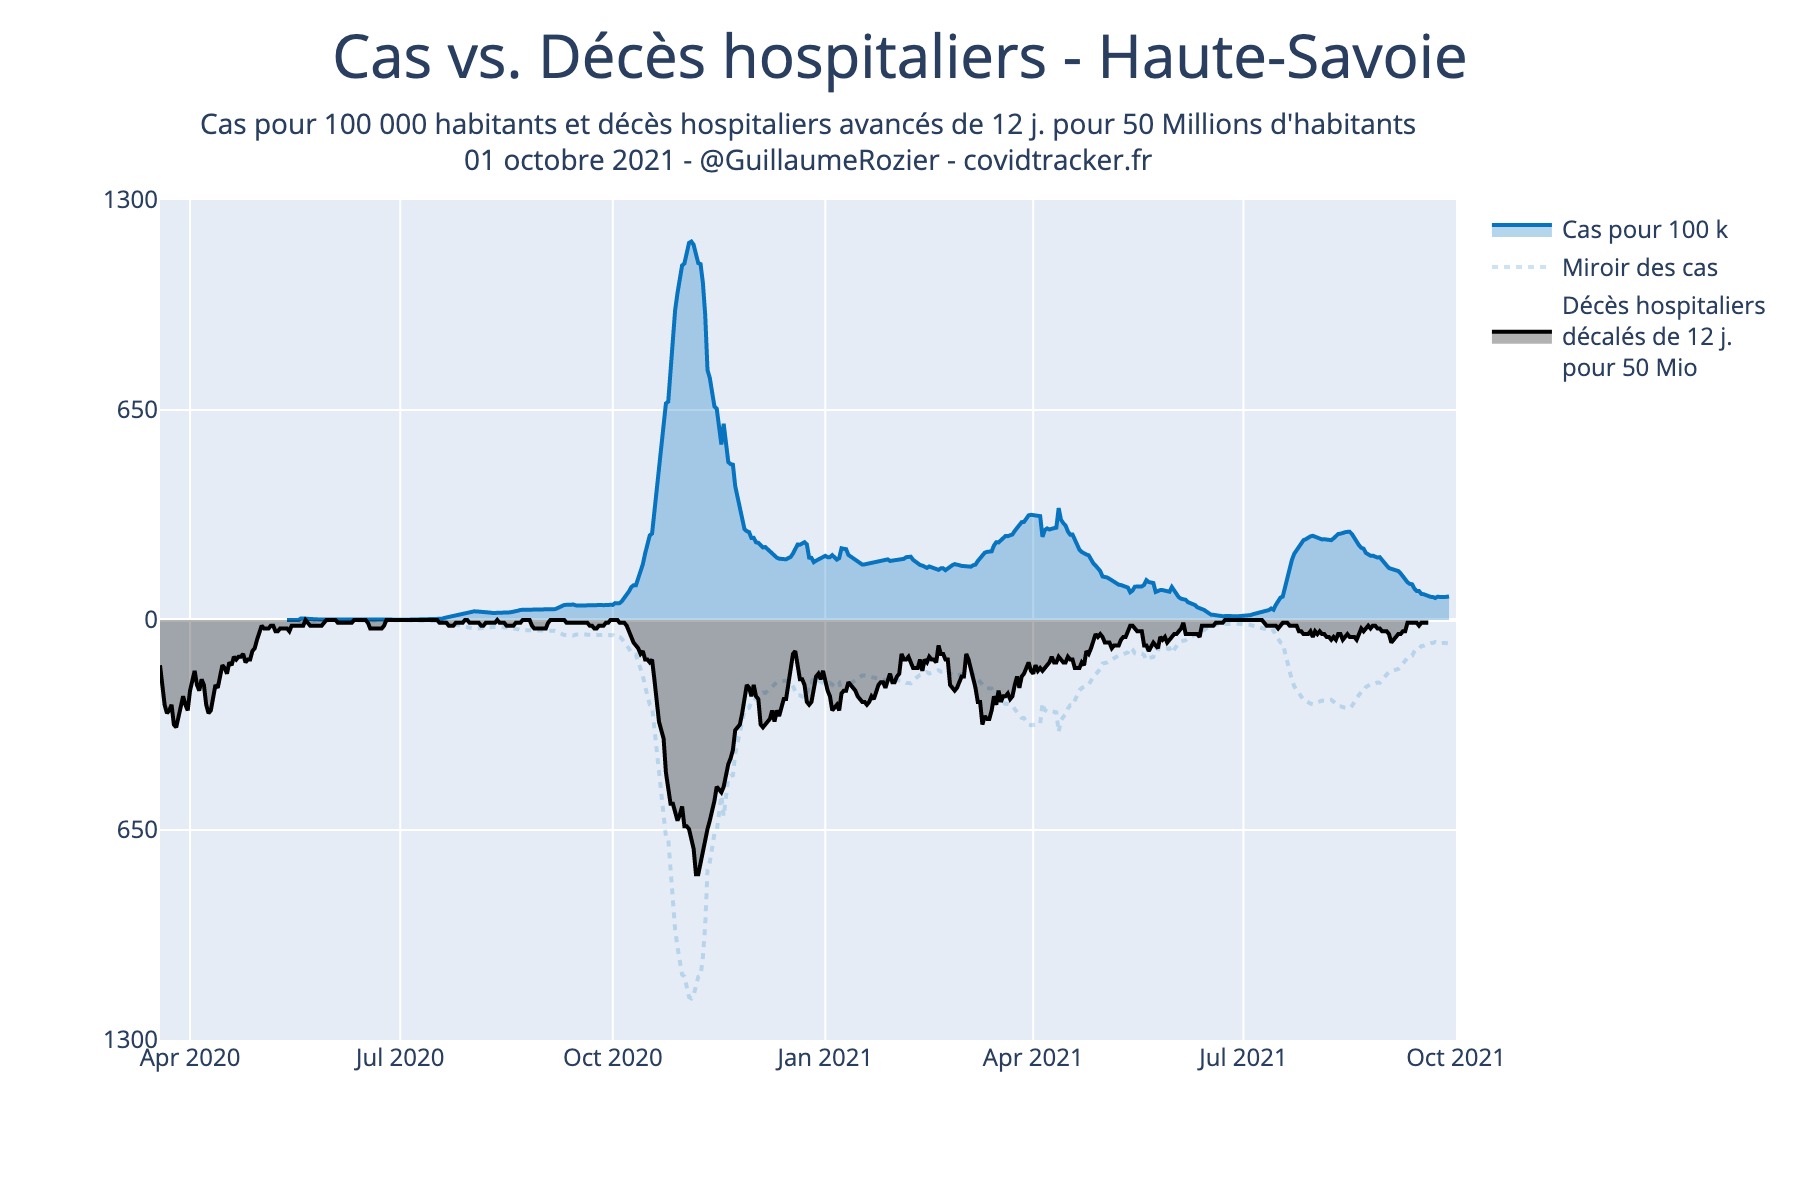 Cas vs. Décès hospitaliers - Haute-Savoie
Cas pour 100 000 habitants et décès hospitaliers avancés de 12 j. pour 50 Millions d'habitants
01 octobre 2021 - @GuillaumeRozier - covidtracker.fr
1300
650
0
650
1300
Apr 2020
Jul 2020
Oct 2020
Jan 2021
Apr 2021
Jul 2021
Oct 2021
Cas pour 100 k
Miroir des cas
Décès hospitaliers
décalés de 12 j.
pour 50 Mio